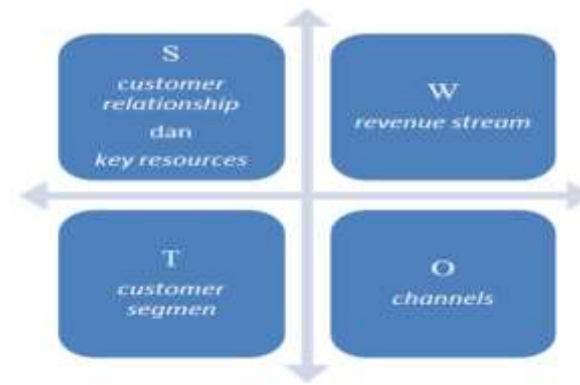 S
customer
relationship
dan
key resources
W
revenue stream
T
customer
segmen
O
channels